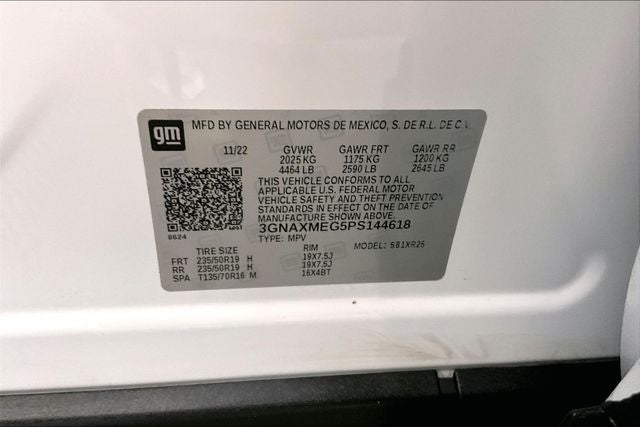 gm MFD BY GENERAL MOTORS DE MEXICO, S. DE R.L. DE C.V.
11/22 GVWR GAWR FRT GAWR RR
2025 KG 1175 KG 1200 KG
4464 LB 2590 LB 2645 LB
THIS VEHICLE CONFORMS TO ALL
APPLICABLE U.S. FEDERAL MOTOR
VEHICLE SAFETY AND THEFT PREVENTION
STANDARDS IN EFFECT ON THE DATE OF
MANUFACTURE SHOWN ABOVE.
3GNAXMEG5PS144618
8624
TYPE: MPV MODEL: 5B1XR26
TIRE SIZE RIM
FRT 235/50R19 H 19X7.5J
RR 235/50R19 H 19X7.5J
SPA T135/70R16 M 16X4BT